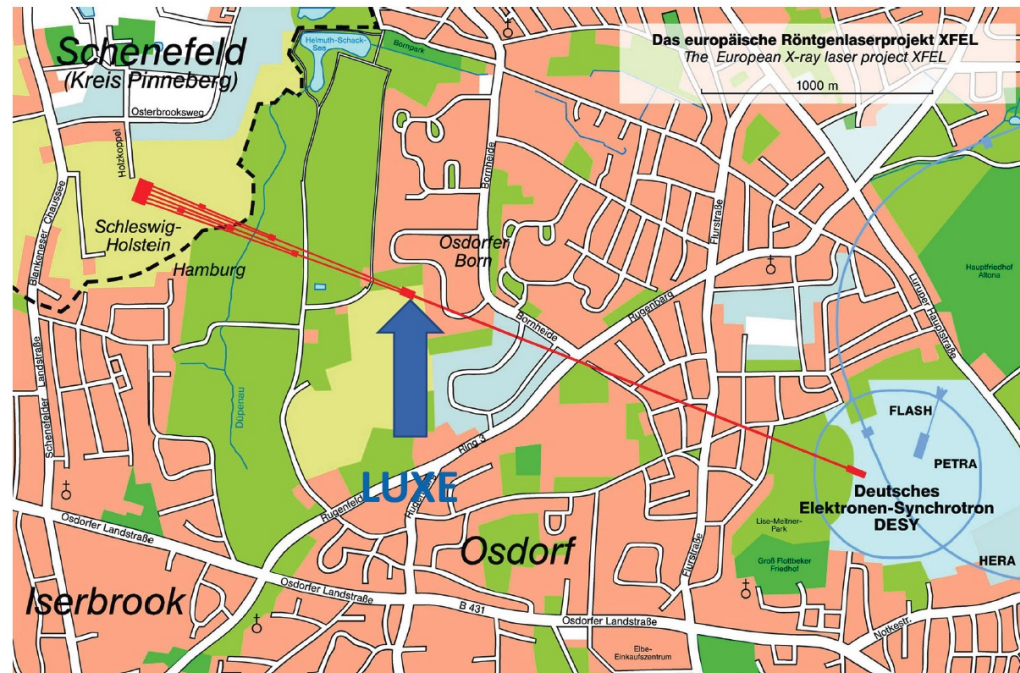 Schenefeld
(Kreis Pinneberg)
Helmuth-Schack-
See
Bornpark
Das europäische Röntgenlaserprojekt XFEL
The European X-ray laser project XFEL
1000 m
Osterbrooksweg
Holzkoppel
Blankeneser Chaussee
Bornheide
Flurstraße
Schleswig-
Holstein
Hamburg
Osdorfer
Born
Hauptfriedhof
Altona
Rugenbarg
Luruper Hauptstraße
Bornheide
Schenefelder Landstraße
Düpenau
FLASH
PETRA
Ring 3
LUXE
Deutsches
Elektronen-Synchrotron
DESY
Osdorfer Landstraße
Osdorf
Flurstraße
Lise-Meitner-
Park
Groß Flottbeker
Friedhof
HERA
Iserbrook
Osdorfer Landstraße
B 431
Osdorfer Landstraße
Notkestr.
Elbe-
Einkaufszentrum